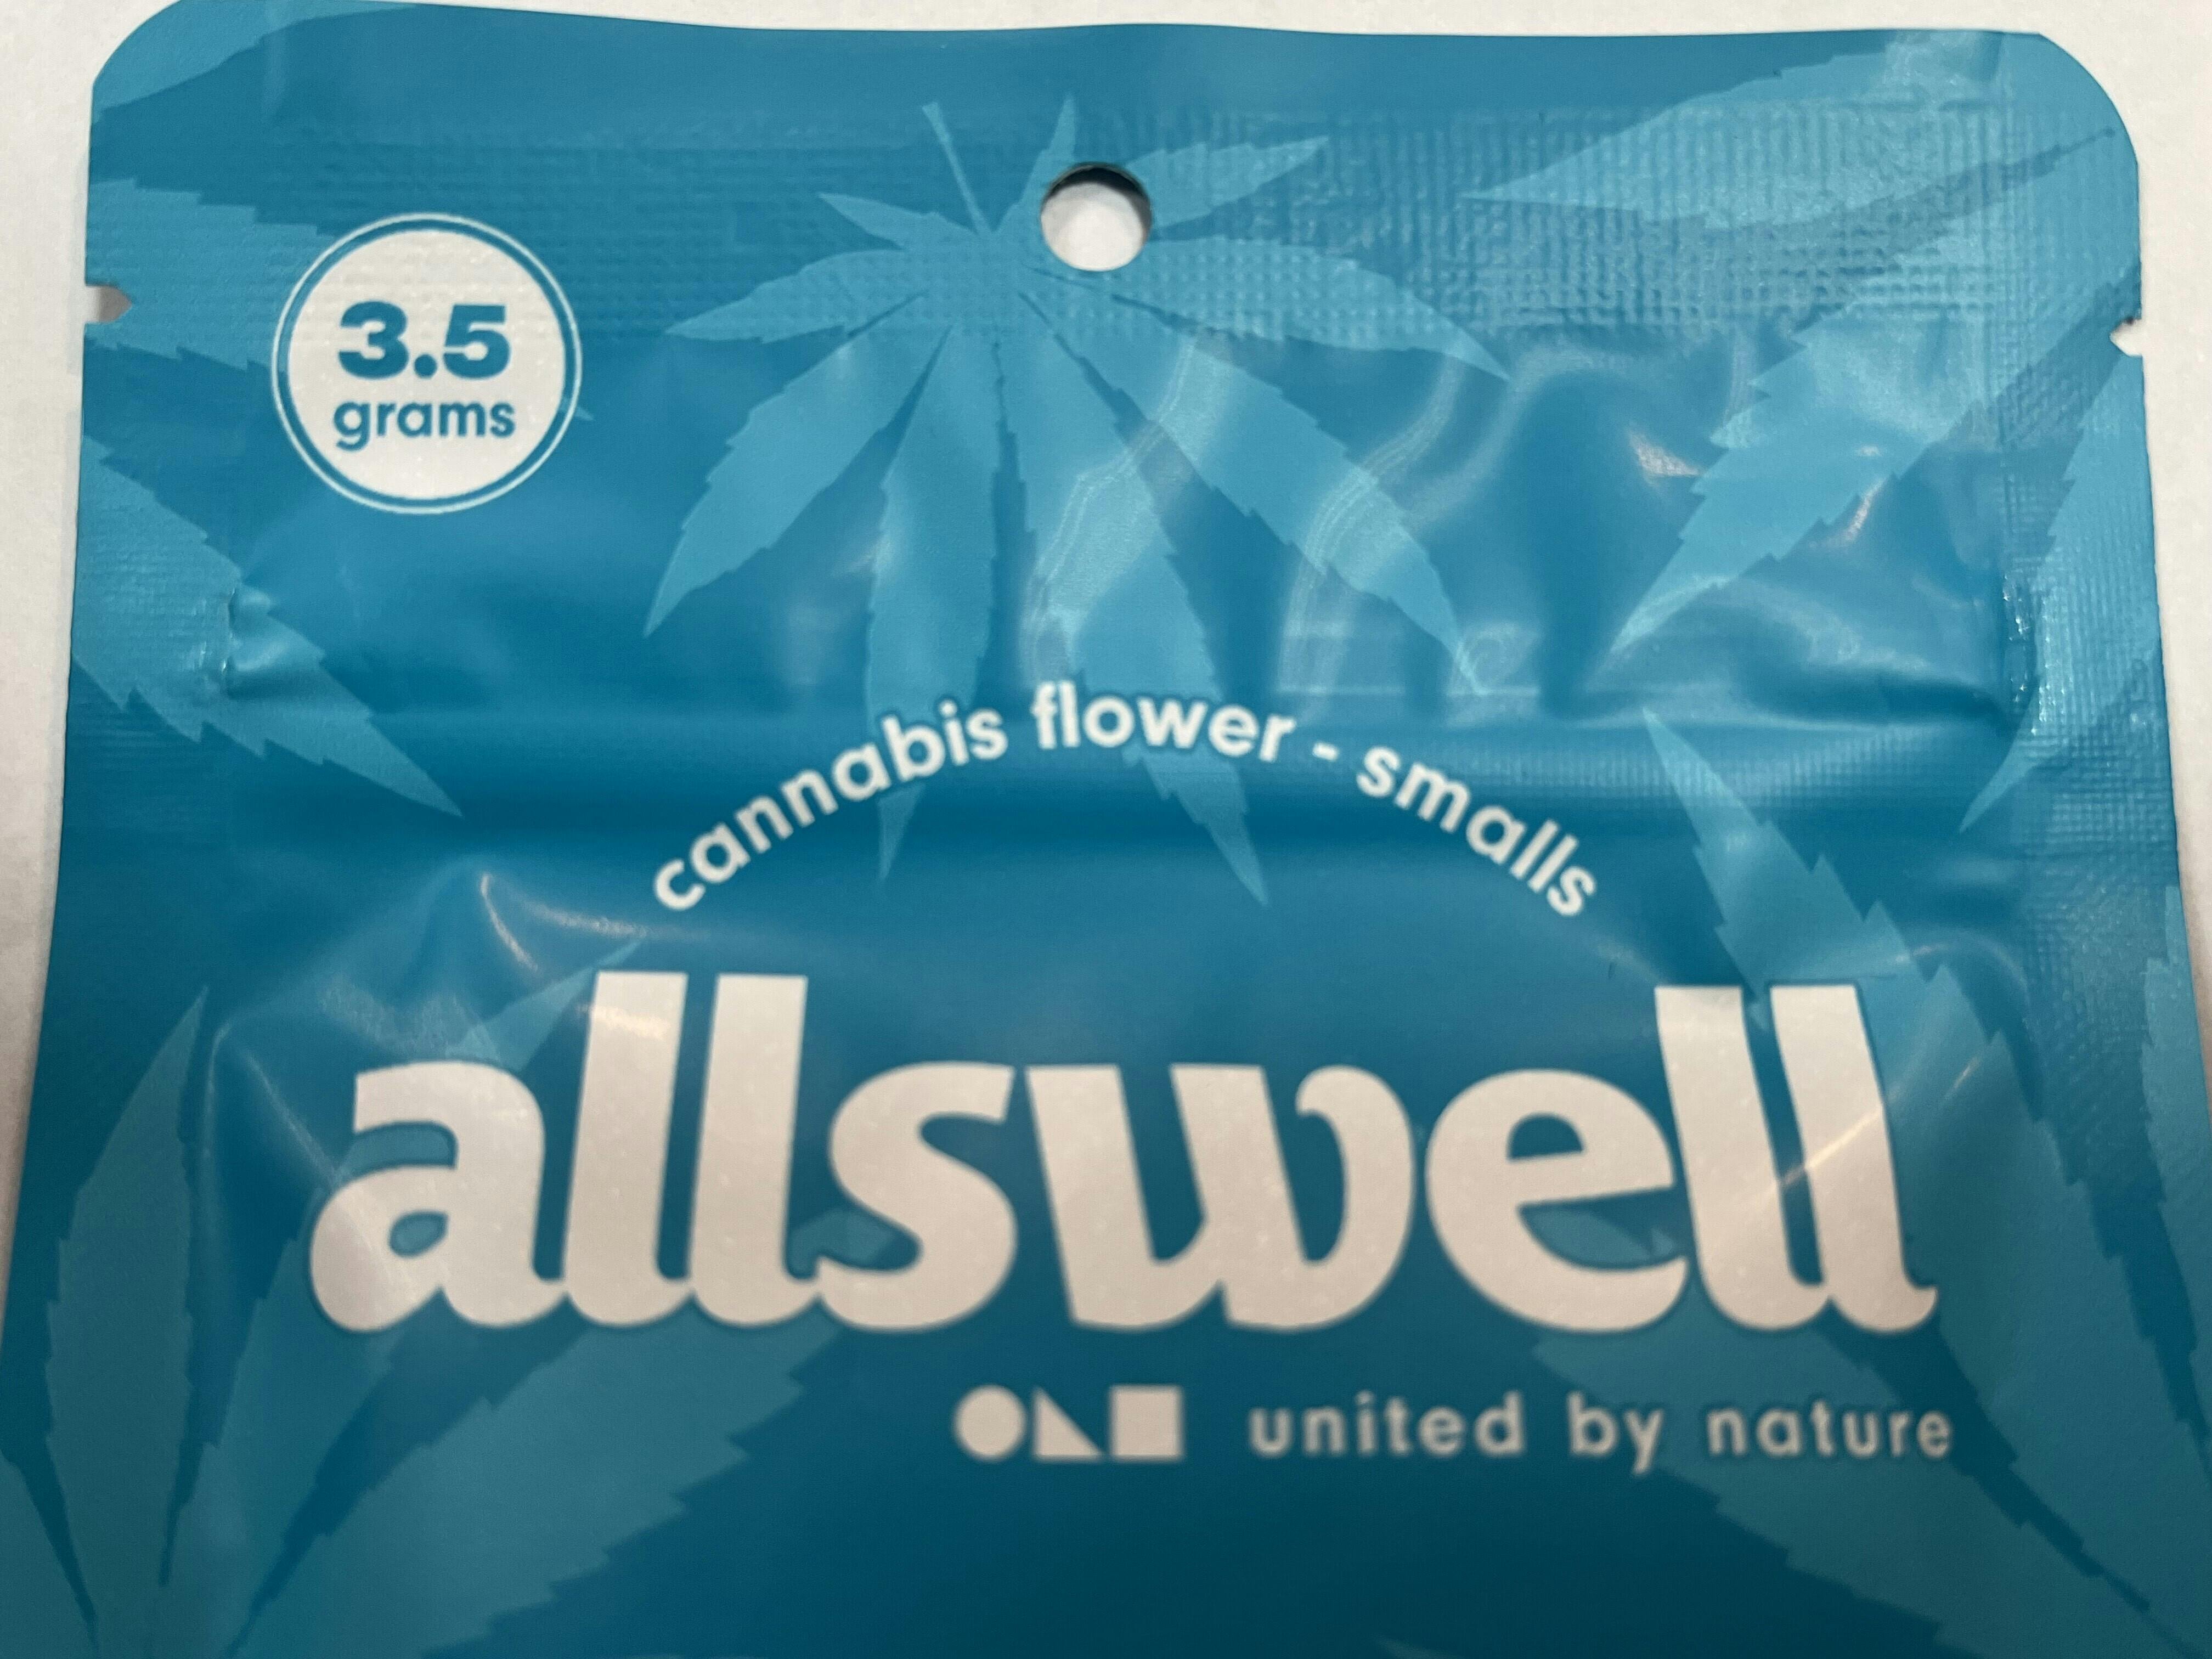 3.5
grams
cannabis flower - smalls
allswell
united by nature